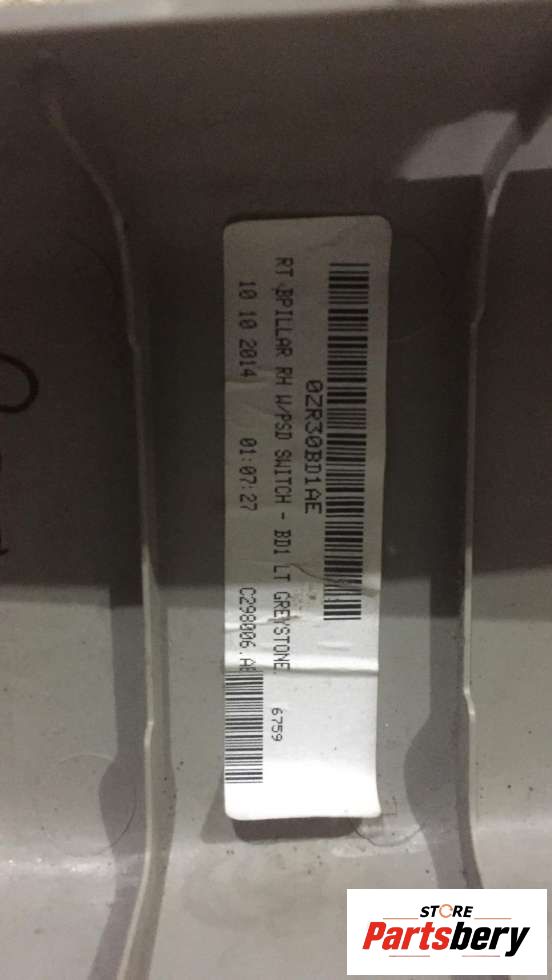 0ZR30BD1AE
RT BPILLAR RH W/PSD SWITCH - BD1 LT GREYSTONE
10 10 2014 01:07:27 C298006.AE
6759
STORE
Partsbery